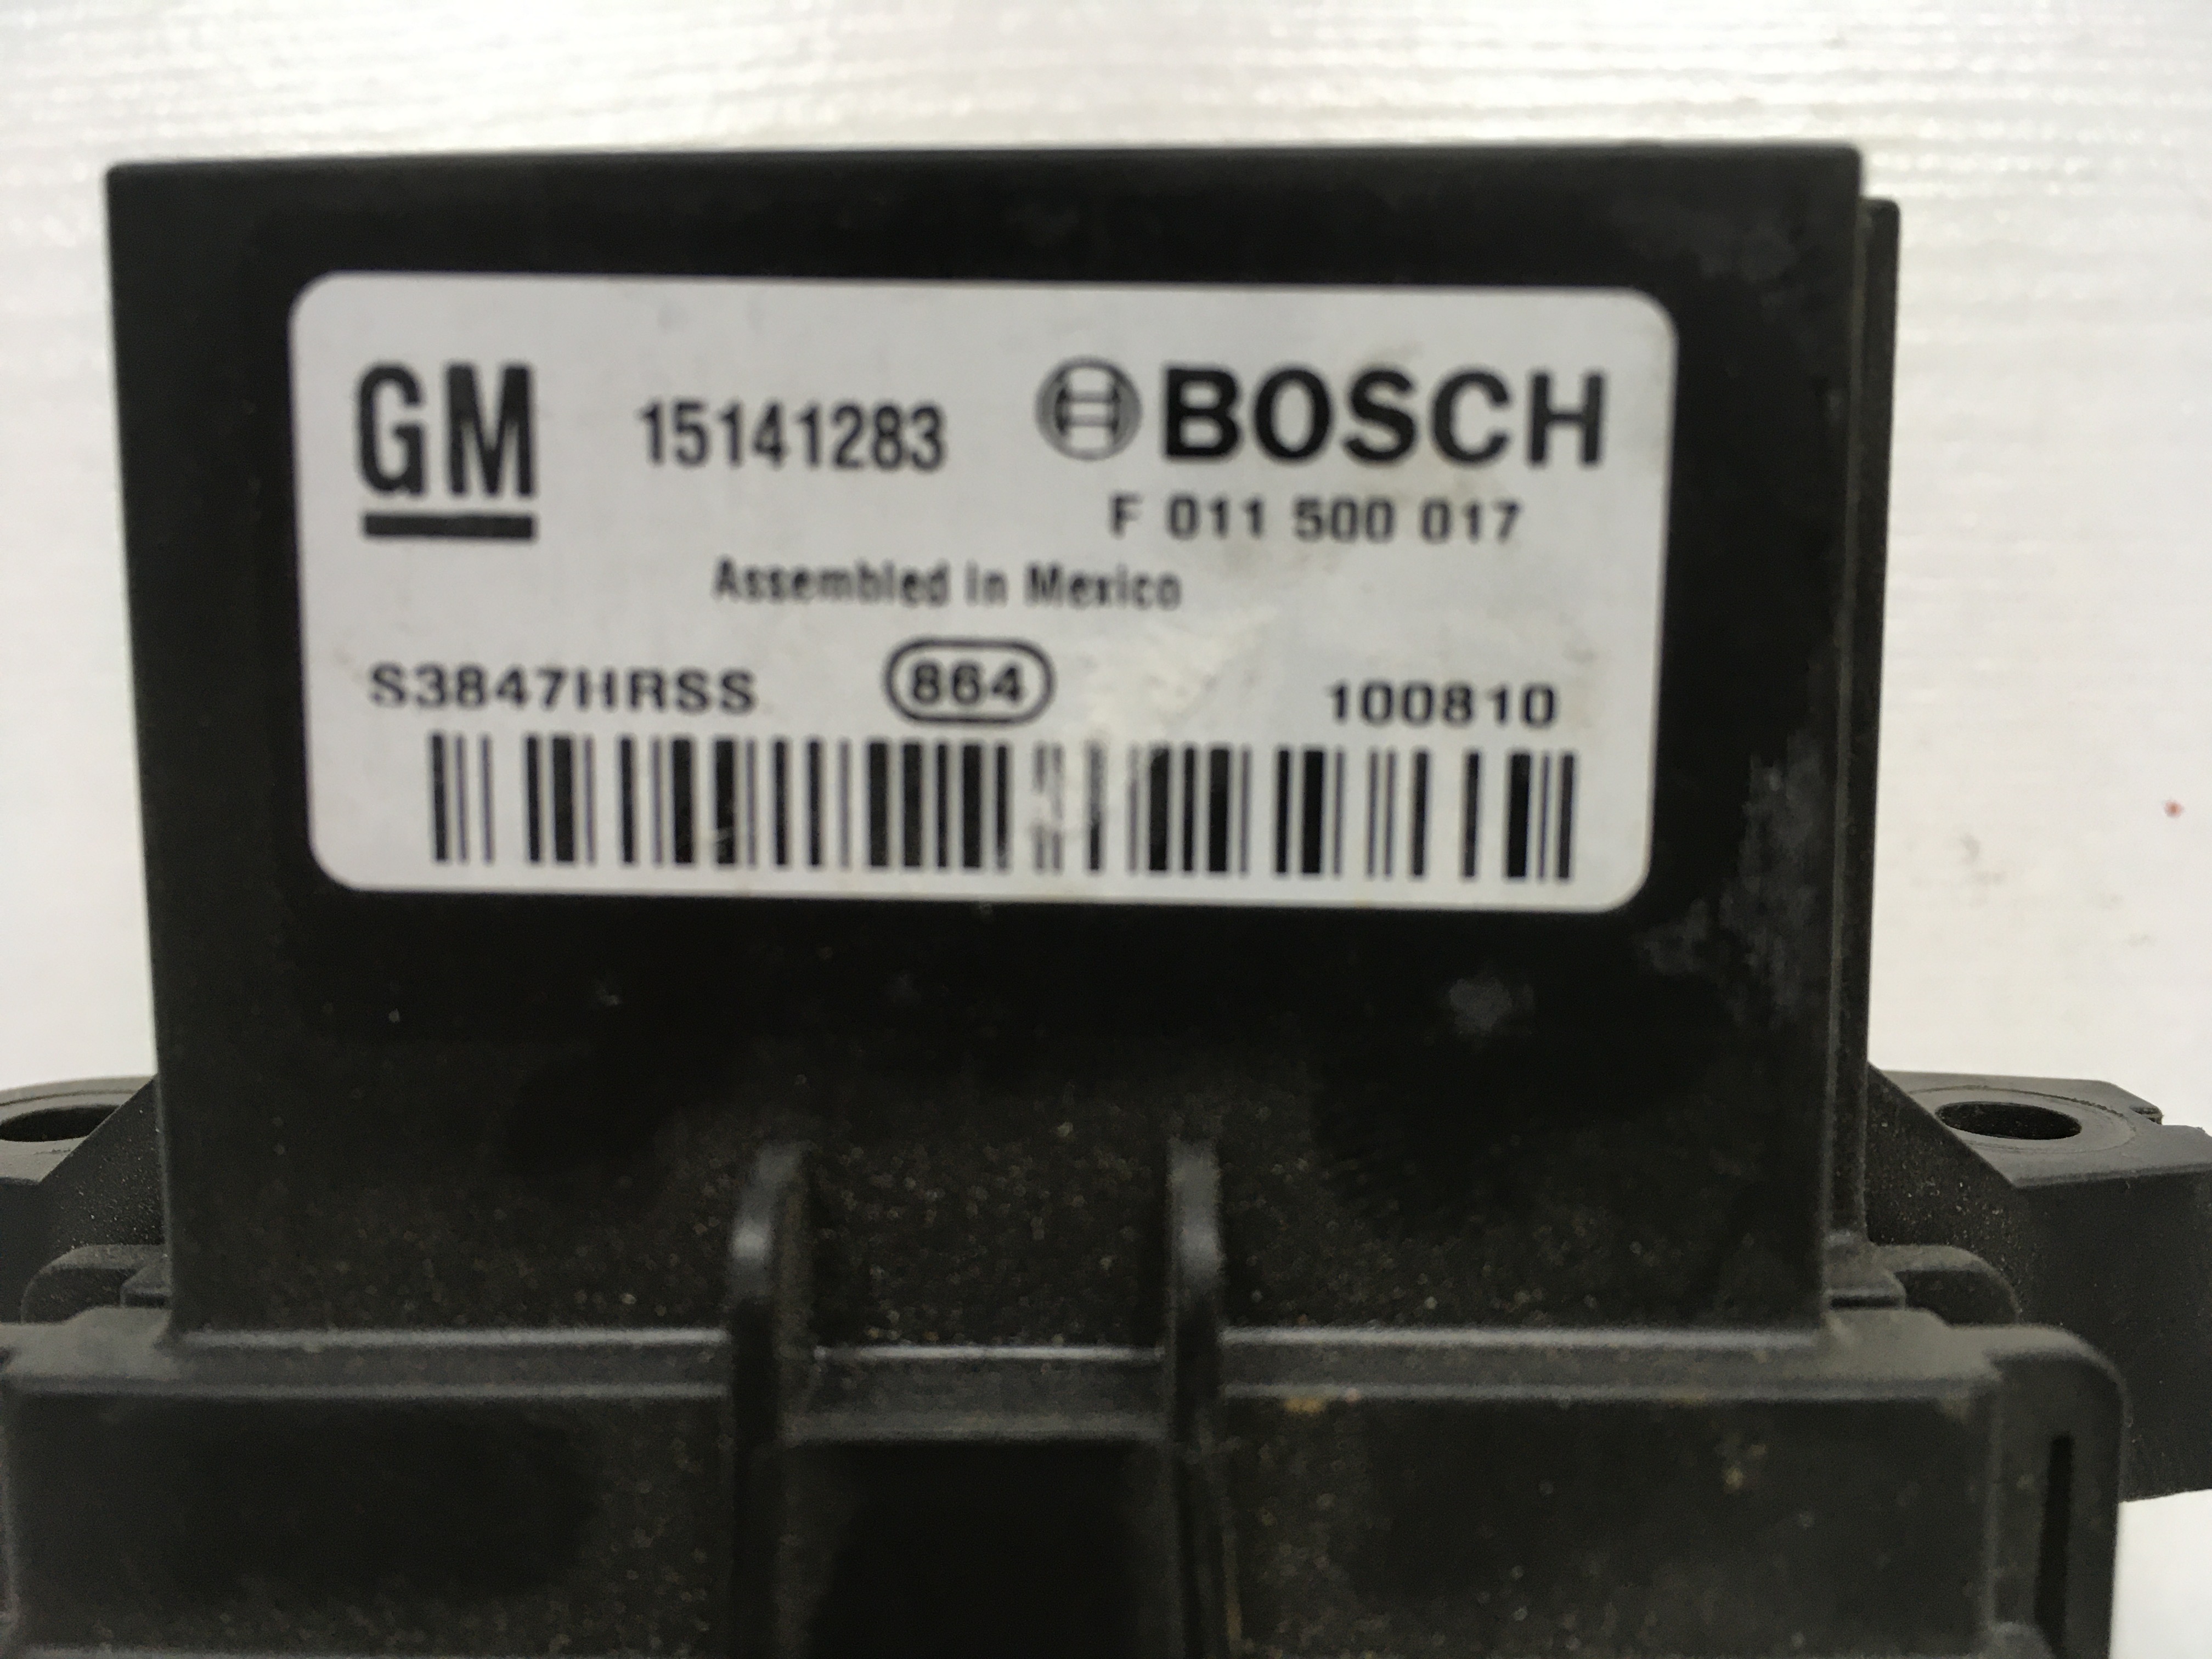 GM 15141283 BOSCH
F 011 500 017
Assembled in Mexico
S3847HRSS 864 100810